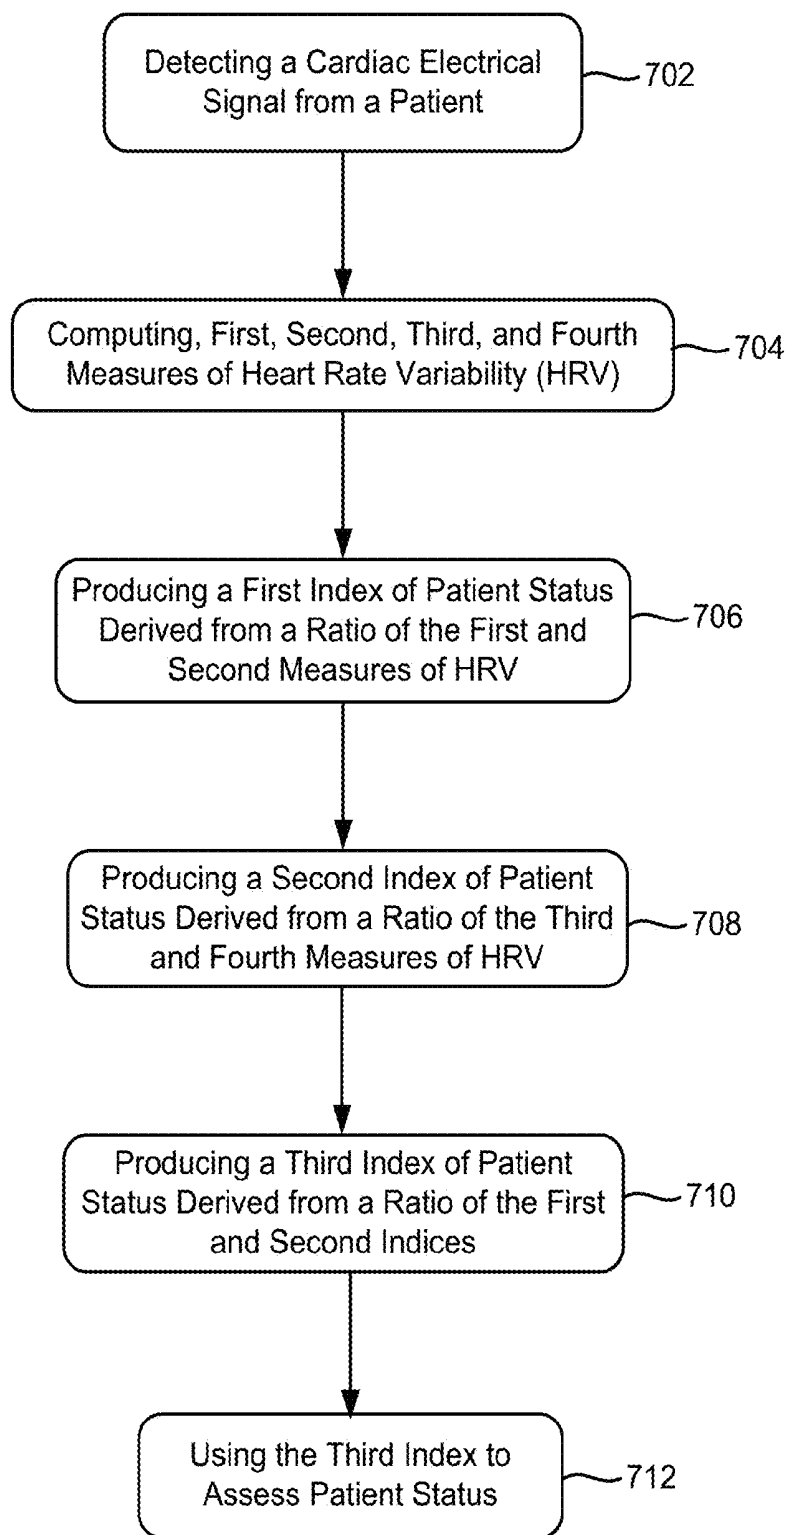 Detecting a Cardiac Electrical
Signal from a Patient
702
Computing, First, Second, Third, and Fourth
Measures of Heart Rate Variability (HRV)
704
Producing a First Index of Patient Status
Derived from a Ratio of the First and
Second Measures of HRV
706
Producing a Second Index of Patient
Status Derived from a Ratio of the Third
and Fourth Measures of HRV
708
Producing a Third Index of Patient
Status Derived from a Ratio of the First
and Second Indices
710
Using the Third Index to
Assess Patient Status
712